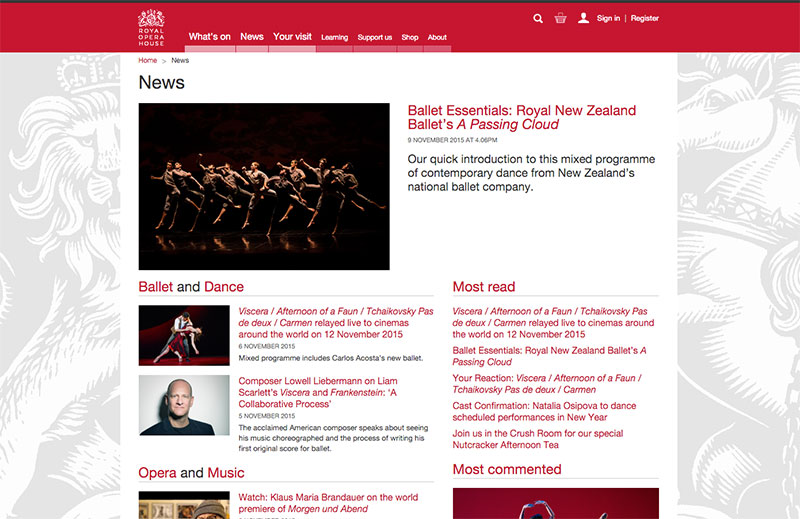 ROYAL
OPERA
HOUSE
What's on
News
Your visit
Learning
Support us
Shop
About
Sign in | Register
Home > News
News
Ballet Essentials: Royal New Zealand
Ballet's A Passing Cloud
9 NOVEMBER 2015 AT 4.06PM
Our quick introduction to this mixed programme
of contemporary dance from New Zealand's
national ballet company.
Ballet and Dance
Viscera / Afternoon of a Faun / Tchaikovsky Pas
de deux / Carmen relayed live to cinemas
around the world on 12 November 2015
6 NOVEMBER 2015
Mixed programme includes Carlos Acosta's new ballet.
Composer Lowell Liebermann on Liam
Scarlett's Viscera and Frankenstein: 'A
Collaborative Process'
5 NOVEMBER 2015
The acclaimed American composer speaks about seeing
his music choreographed and the process of writing his
first original score for ballet.
Opera and Music
Watch: Klaus Maria Brandauer on the world
premiere of Morgen und Abend
Most read
Viscera / Afternoon of a Faun / Tchaikovsky Pas
de deux / Carmen relayed live to cinemas
around the world on 12 November 2015
Ballet Essentials: Royal New Zealand Ballet's A
Passing Cloud
Your Reaction: Viscera / Afternoon of a Faun /
Tchaikovsky Pas de deux / Carmen
Cast Confirmation: Natalia Osipova to dance
scheduled performances in New Year
Join us in the Crush Room for our special
Nutcracker Afternoon Tea
Most commented